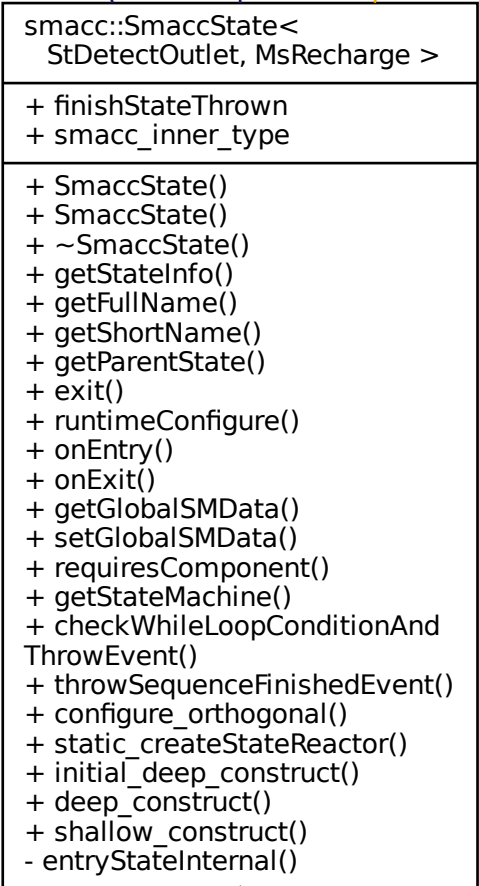 smacc::SmaccState<
StDetectOutlet, MsRecharge >
+ finishStateThrown
+ smacc_inner_type
+ SmaccState()
+ SmaccState()
+ ~SmaccState()
+ getStateInfo()
+ getFullName()
+ getShortName()
+ getParentState()
+ exit()
+ runtimeConfigure()
+ onEntry()
+ onExit()
+ getGlobalSMData()
+ setGlobalSMData()
+ requiresComponent()
+ getStateMachine()
+ checkWhileLoopConditionAnd
ThrowEvent()
+ throwSequenceFinishedEvent()
+ configure_orthogonal()
+ static_createStateReactor()
+ initial_deep_construct()
+ deep_construct()
+ shallow_construct()
- entryStateInternal()